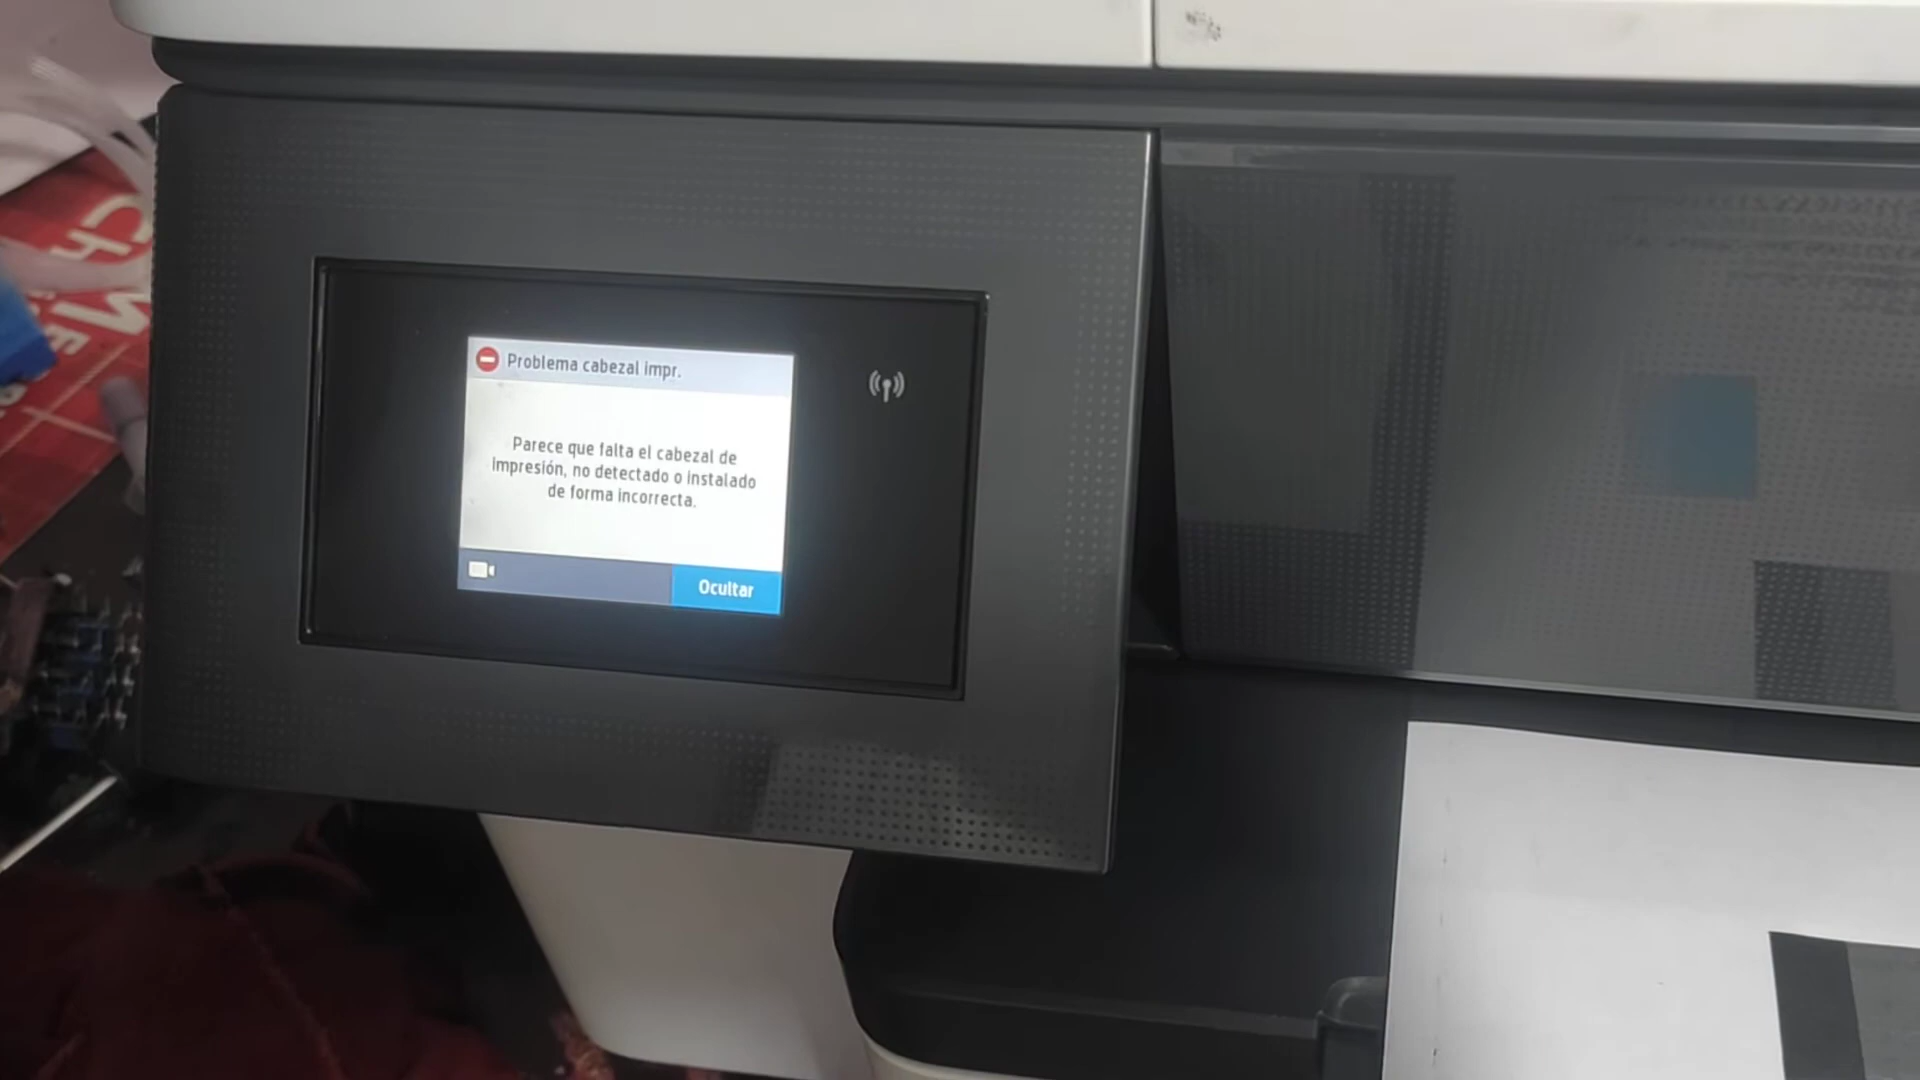 Problema cabezal impr.
Parece que falta el cabezal de
impresión, no detectado o instalado
de forma incorrecta.
Ocultar